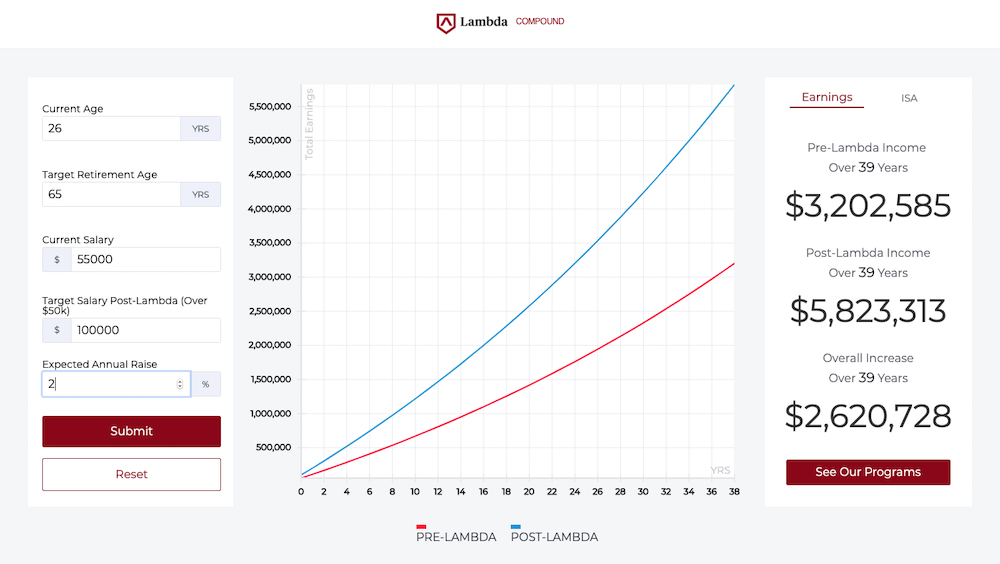 Lambda COMPOUND
Current Age
26 YRS
Target Retirement Age
65 YRS
Current Salary
$ 55000
Target Salary Post-Lambda (Over
$50k)
$ 100000
Expected Annual Raise
2 %
Submit
Reset
Total Earnings
5,500,000
5,000,000
4,500,000
4,000,000
3,500,000
3,000,000
2,500,000
2,000,000
1,500,000
1,000,000
500,000
YRS
0 2 4 6 8 10 12 14 16 18 20 22 24 26 28 30 32 34 36 38
PRE-LAMBDA POST-LAMBDA
Earnings ISA
Pre-Lambda Income
Over 39 Years
$3,202,585
Post-Lambda Income
Over 39 Years
$5,823,313
Overall Increase
Over 39 Years
$2,620,728
See Our Programs